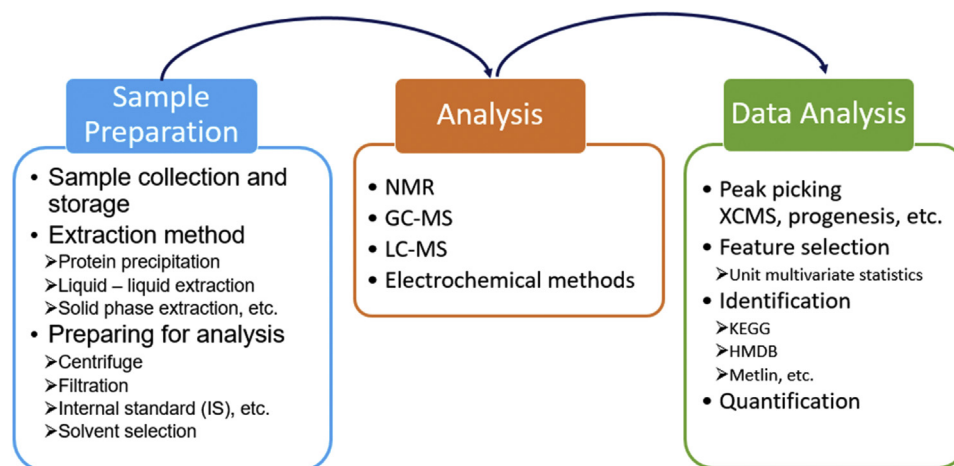 Sample
Preparation
• Sample collection and
storage
• Extraction method
➢Protein precipitation
➢Liquid – liquid extraction
➢Solid phase extraction, etc.
• Preparing for analysis
➢Centrifuge
➢Filtration
➢Internal standard (IS), etc.
➢Solvent selection
Analysis
• NMR
• GC-MS
• LC-MS
• Electrochemical methods
Data Analysis
• Peak picking
XCMS, progenesis, etc.
• Feature selection
➢Unit multivariate statistics
• Identification
➢KEGG
➢HMDB
➢Metlin, etc.
• Quantification